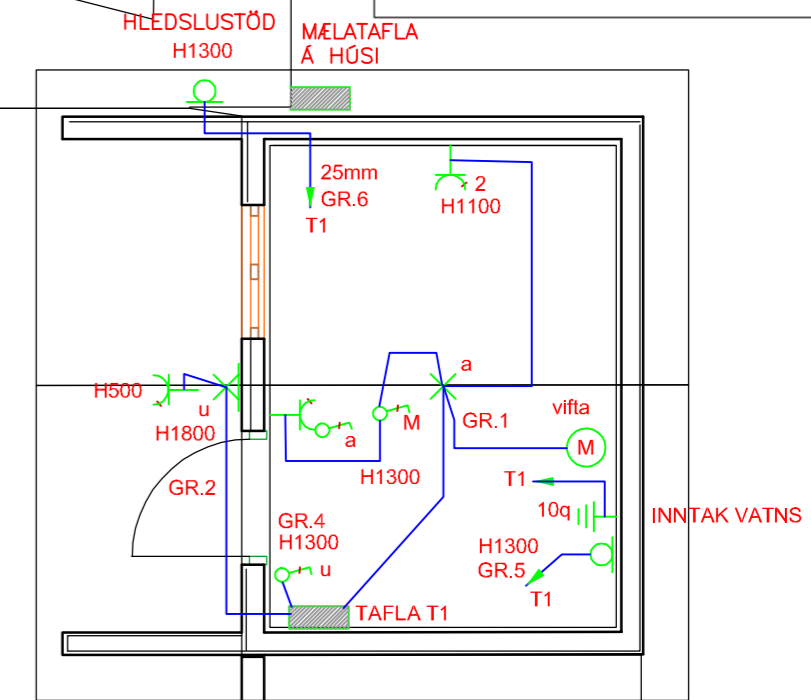 HLEDSLUSTÖD
H1300
MÆLATAFLA
Á HÚSI
25mm
GR.6
T1
2
H1100
a
H500
u
H1800
a
M
GR.1
vifta
M
H1300
GR.2
T1
10q
INNTAK VATNS
GR.4
H1300
u
H1300
GR.5
T1
TAFLA T1